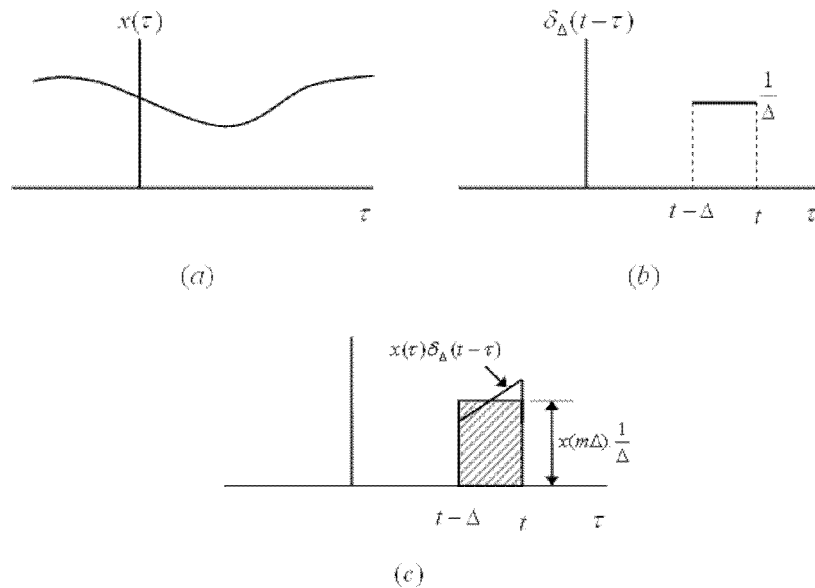 x(τ)
τ
(a)
δ_Δ(t−τ)
1/Δ
t−Δ
t
τ
(b)
x(τ)δ_Δ(t−τ)
x(mΔ).1/Δ
t−Δ
t
τ
(c)